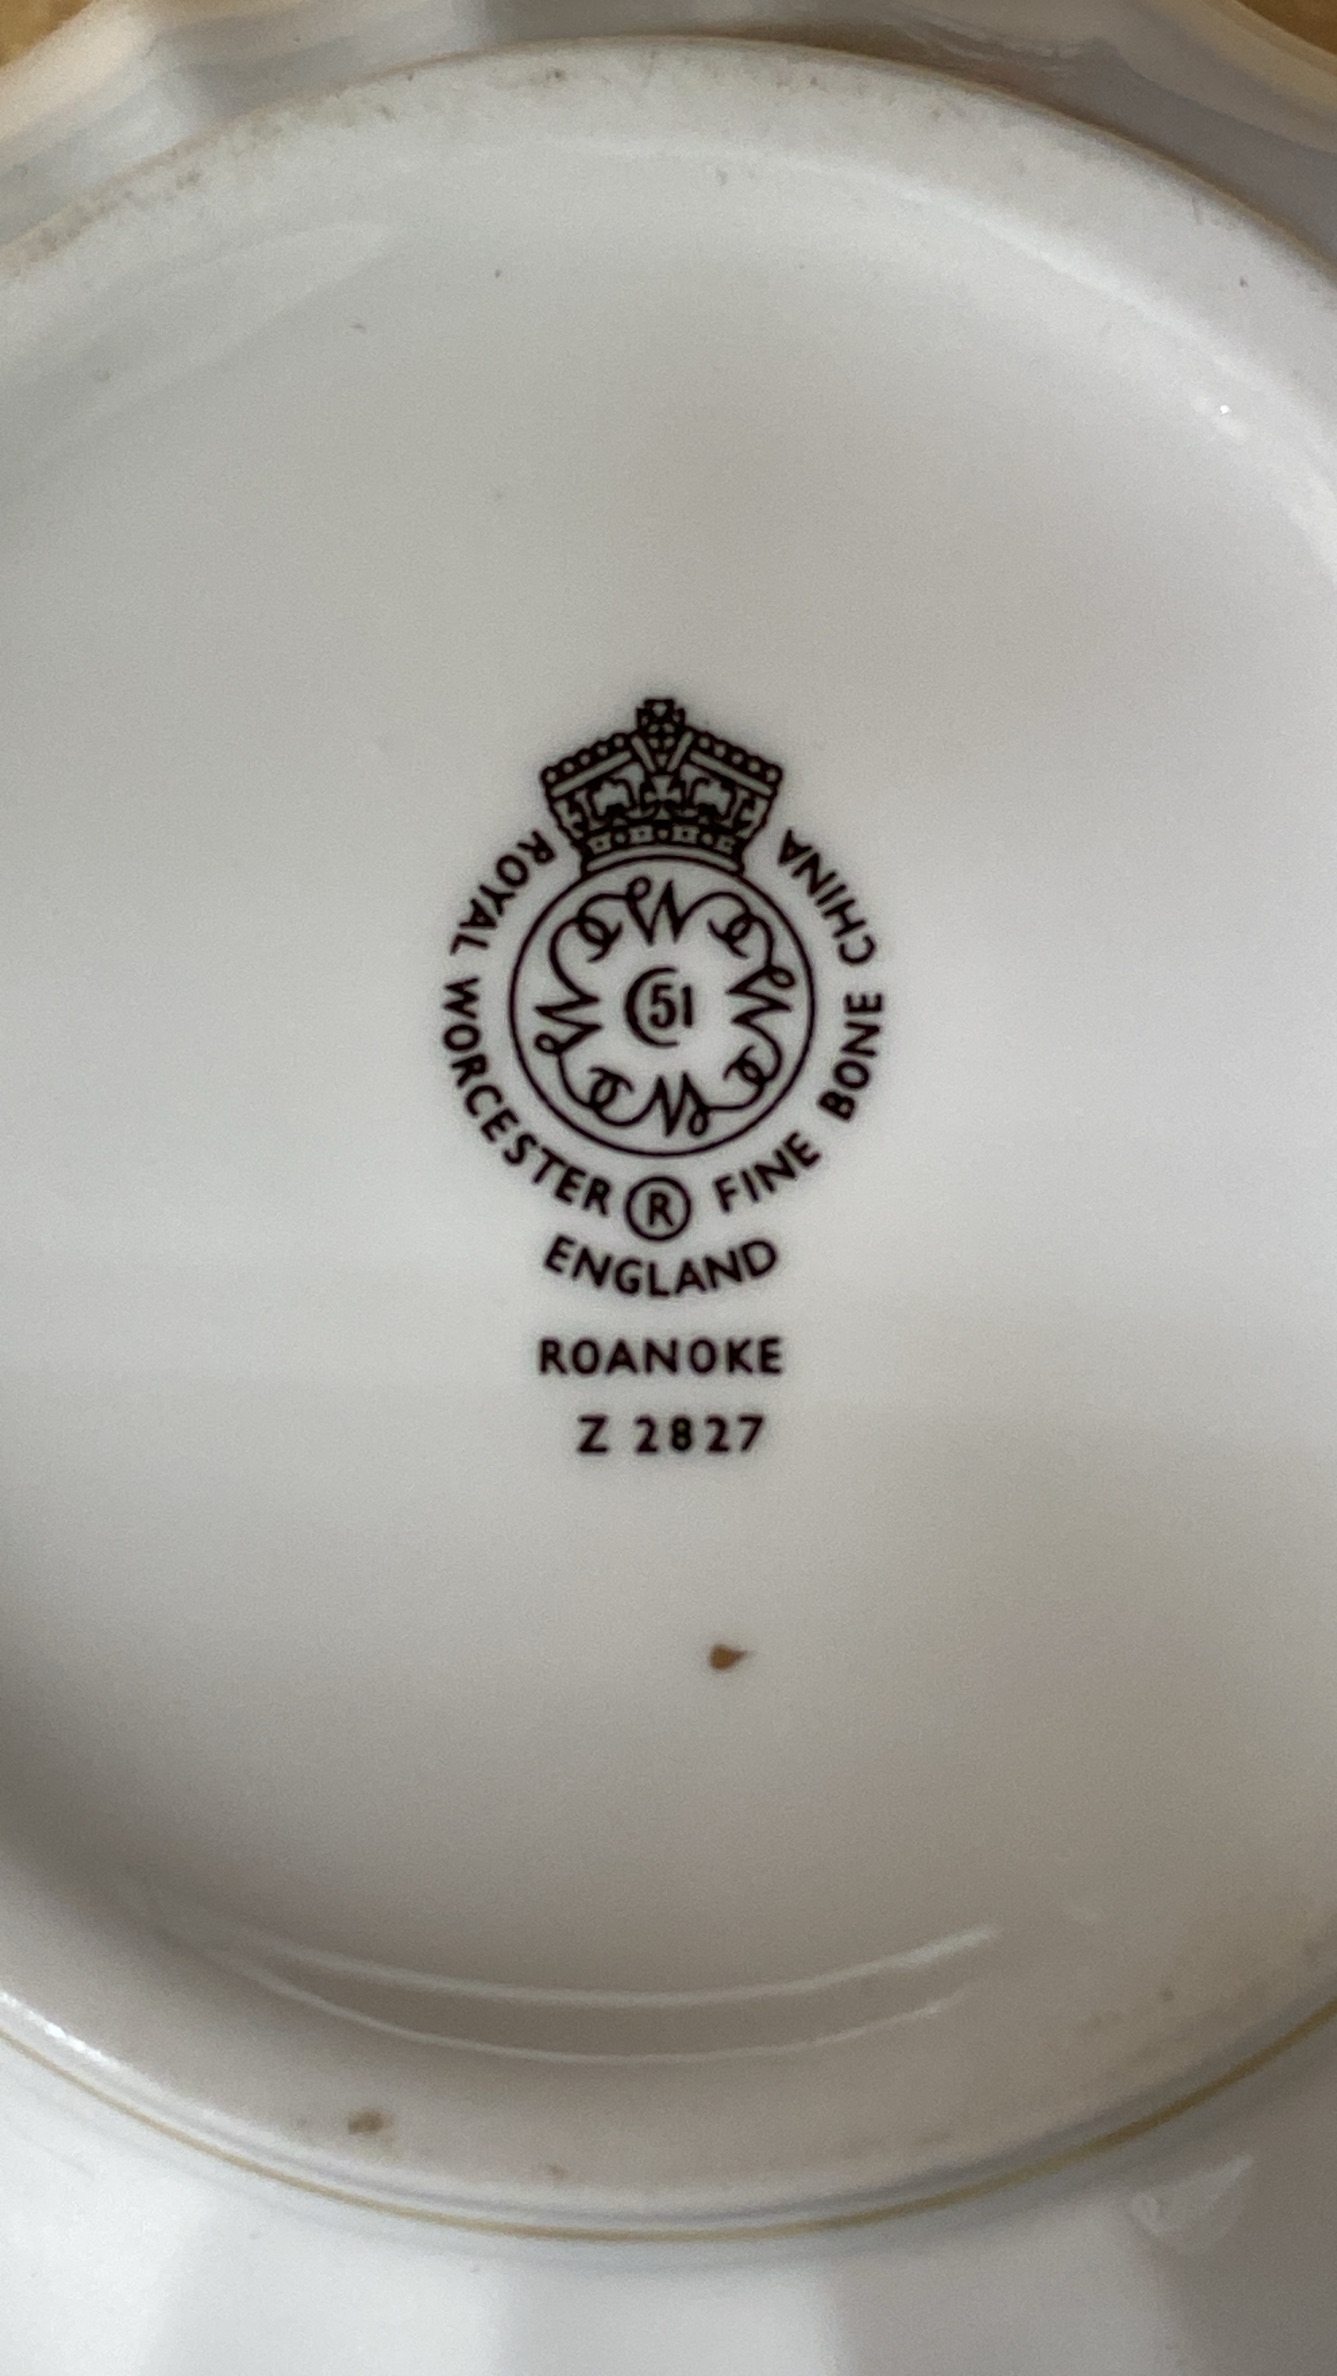 ROYAL WORCESTER ® FINE BONE CHINA
51
ENGLAND
ROANOKE
Z 2827